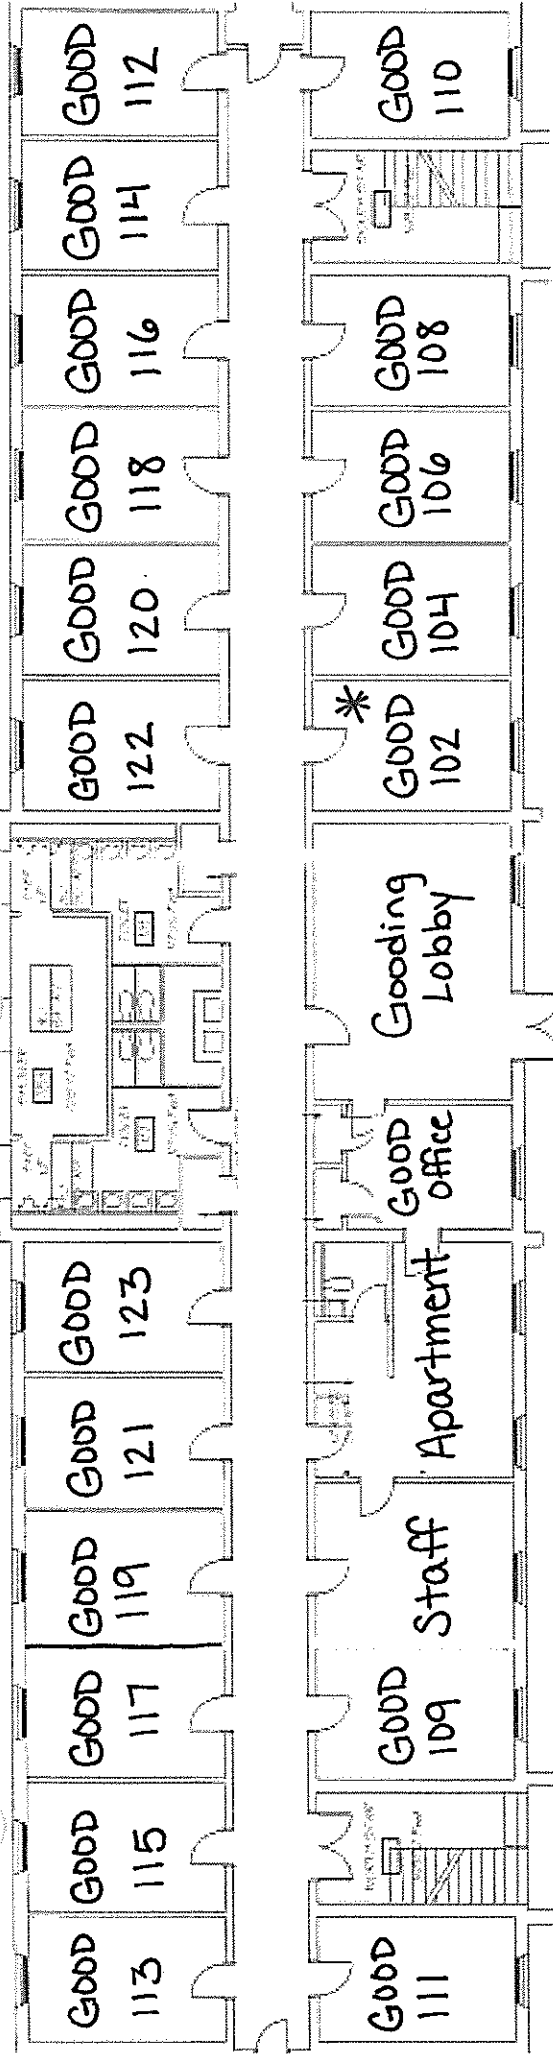 GOOD
112
GOOD
110
GOOD
114
GOOD
116
GOOD
108
GOOD
118
GOOD
106
GOOD
120
GOOD
104
GOOD
122
*
GOOD
102
Gooding
Lobby
GOOD
Office
GOOD
123
Apartment
GOOD
121
GOOD
119
Staff
GOOD
117
GOOD
109
GOOD
115
GOOD
113
GOOD
111